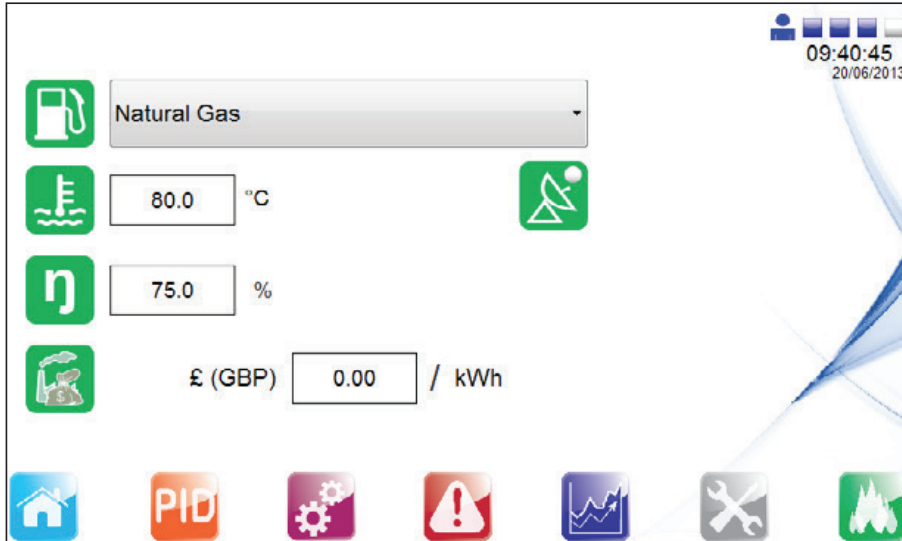 09:40:45
20/06/2013
Natural Gas
80.0 °C
ŋ 75.0 %
$
£ (GBP) 0.00 / kWh
PID